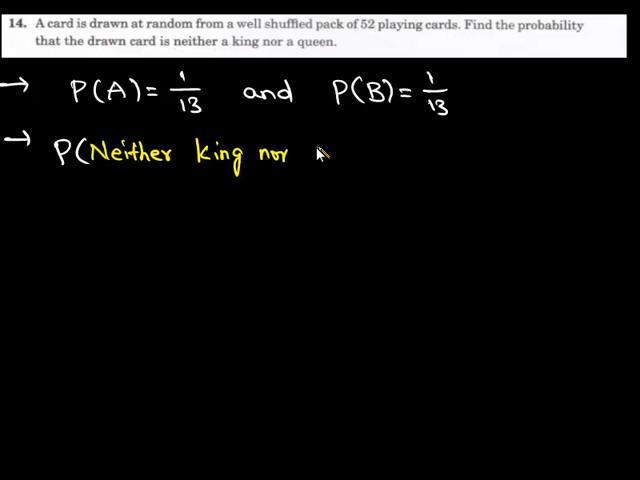 14. A card is drawn at random from a well shuffled pack of 52 playing cards. Find the probability
that the drawn card is neither a king nor a queen.
→ P(A) = 1/13 and P(B) = 1/13
→ P(Neither king nor